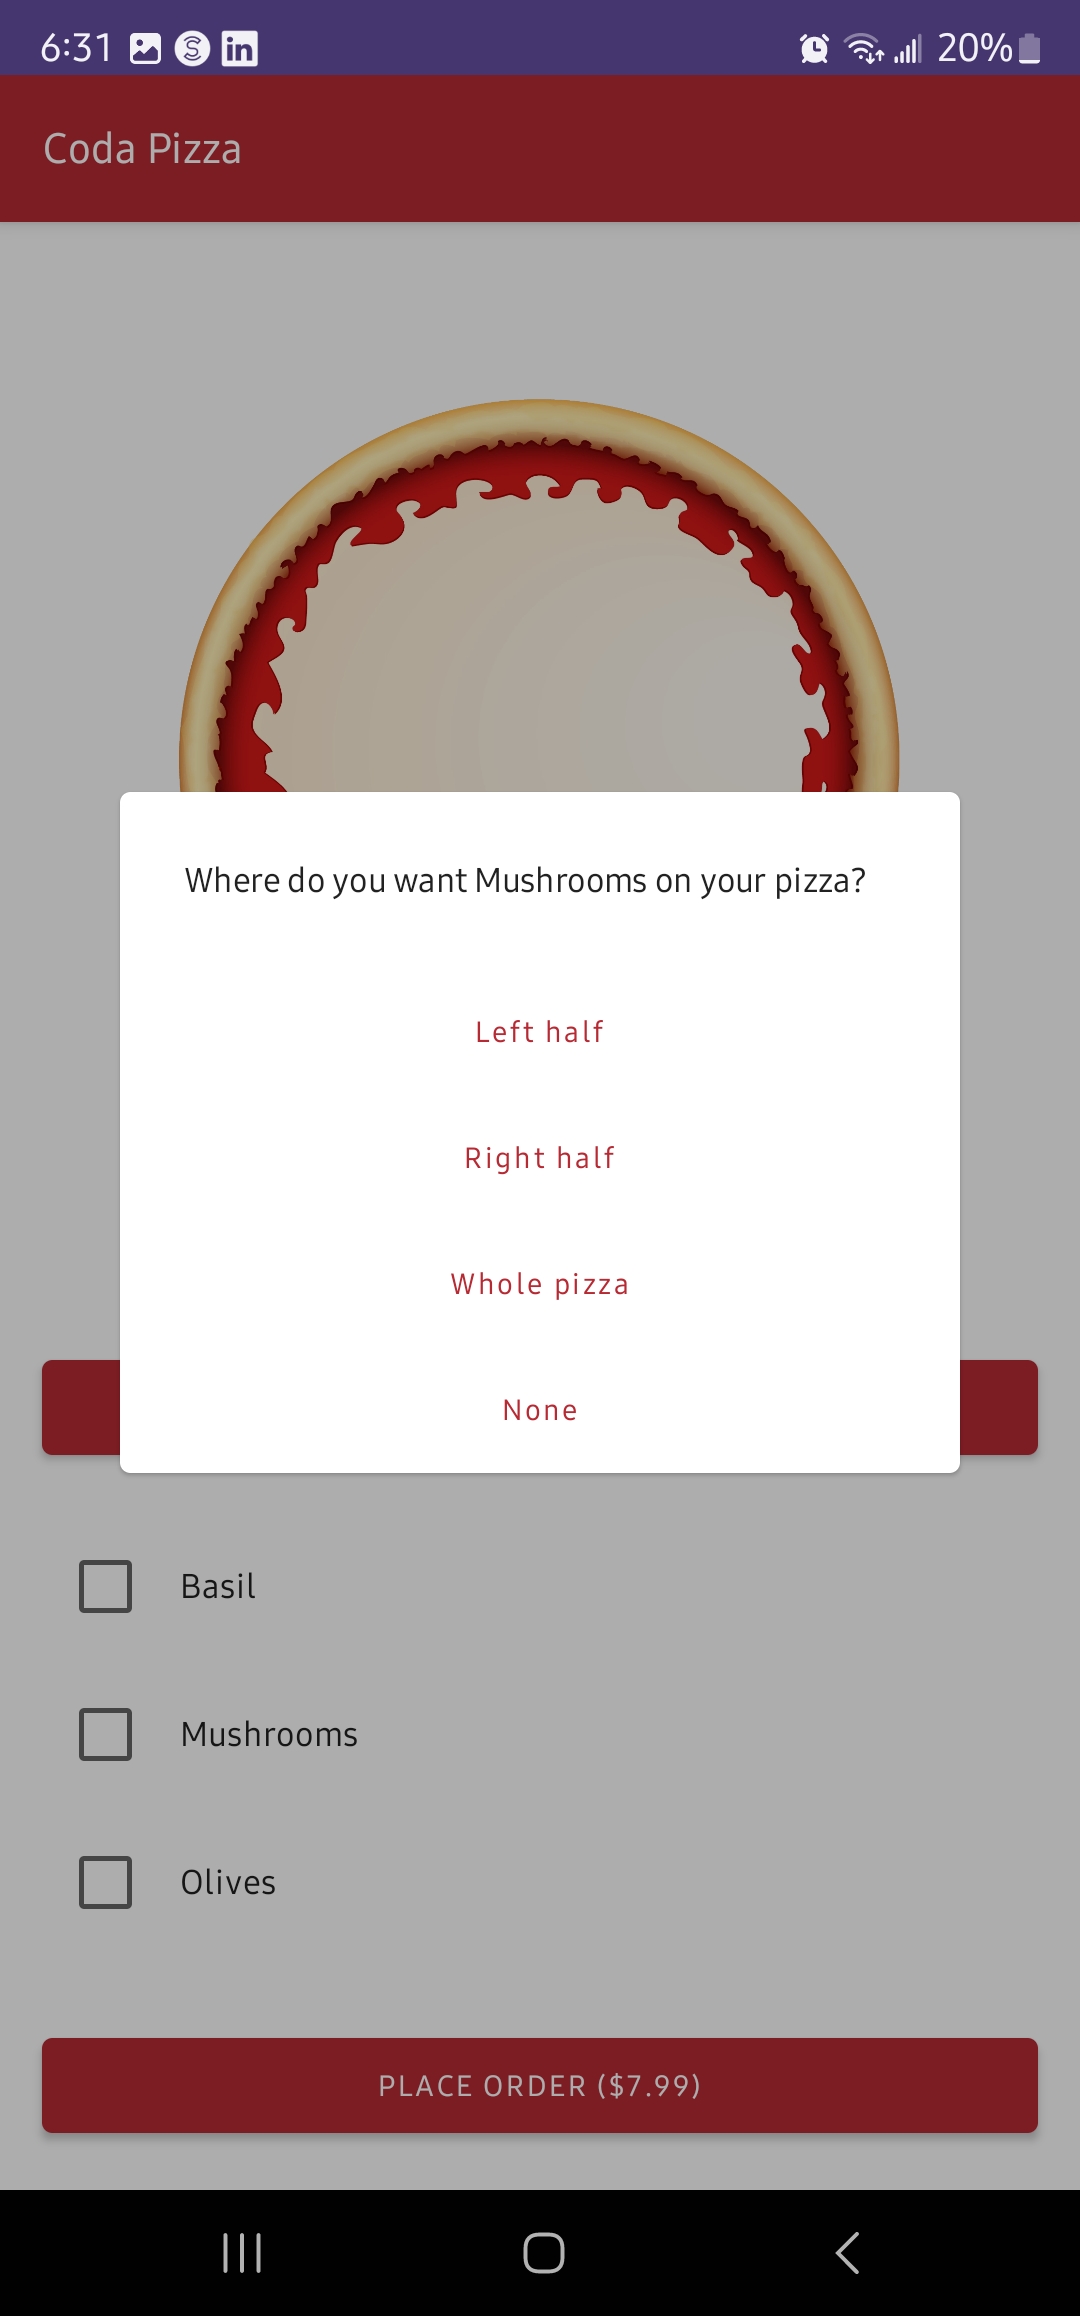 6:31 S in 20%
Coda Pizza
Where do you want Mushrooms on your pizza?
Left half
Right half
Whole pizza
None
Basil
Mushrooms
Olives
PLACE ORDER ($7.99)